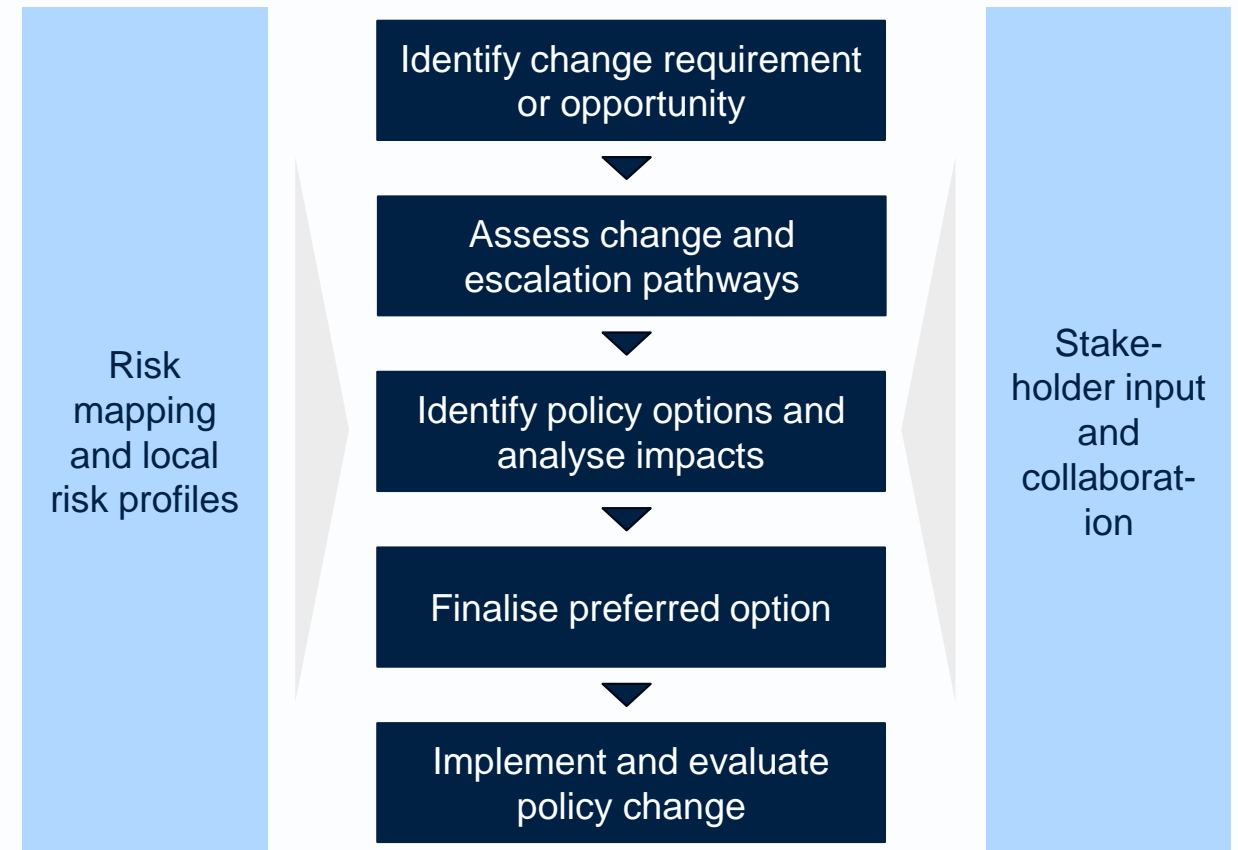 Risk
mapping
and local
risk profiles
Identify change requirement
or opportunity
Assess change and
escalation pathways
Identify policy options and
analyse impacts
Finalise preferred option
Implement and evaluate
policy change
Stake-
holder input
and
collaborat-
ion